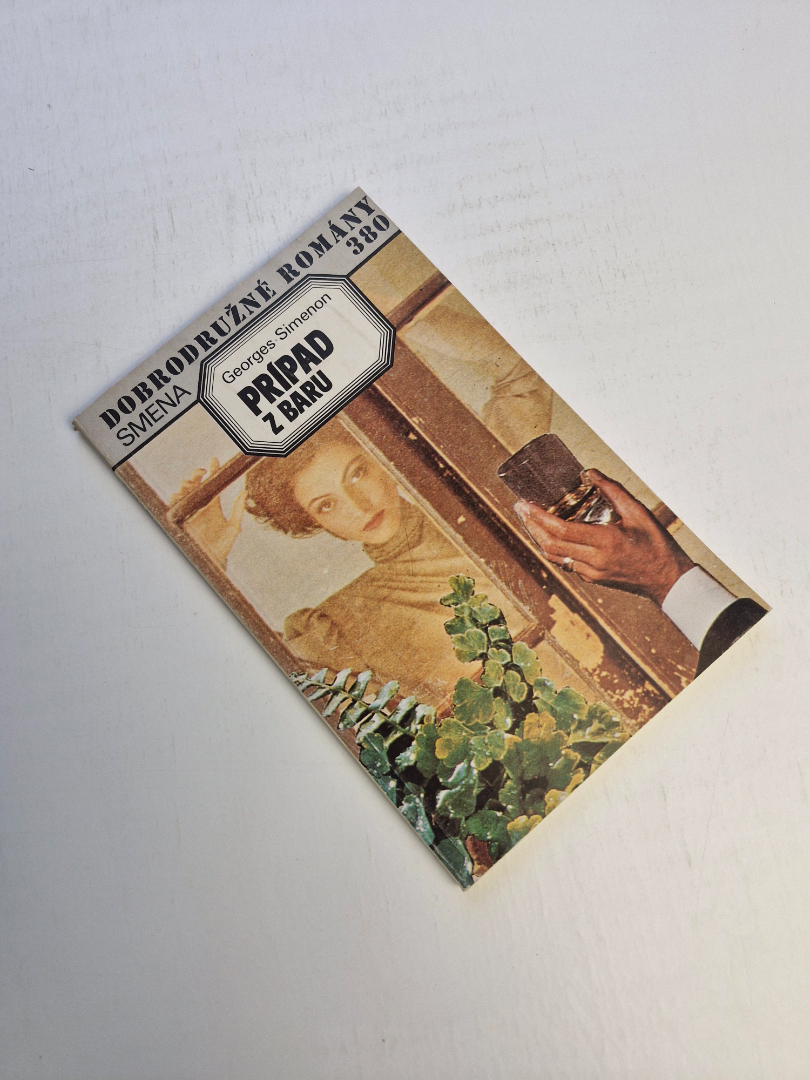 DOBRODRUŽNÉ ROMÁNY
380
SMENA
Georges Simenon
PRÍPAD
Z BARU